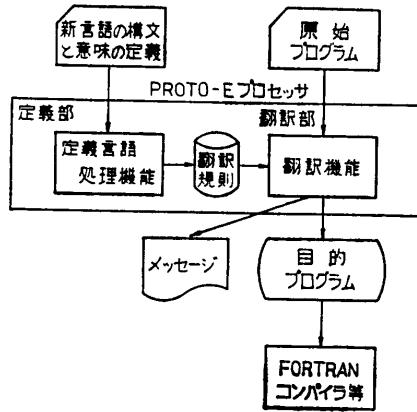 新言語の構文
と意味の定義
原始
プログラム
PROTO-Eプロセッサ
定義部
翻訳部
定義言語
処理機能
翻訳
規則
翻訳機能
メッセージ
目的
プログラム
FORTRAN
コンパイラ等